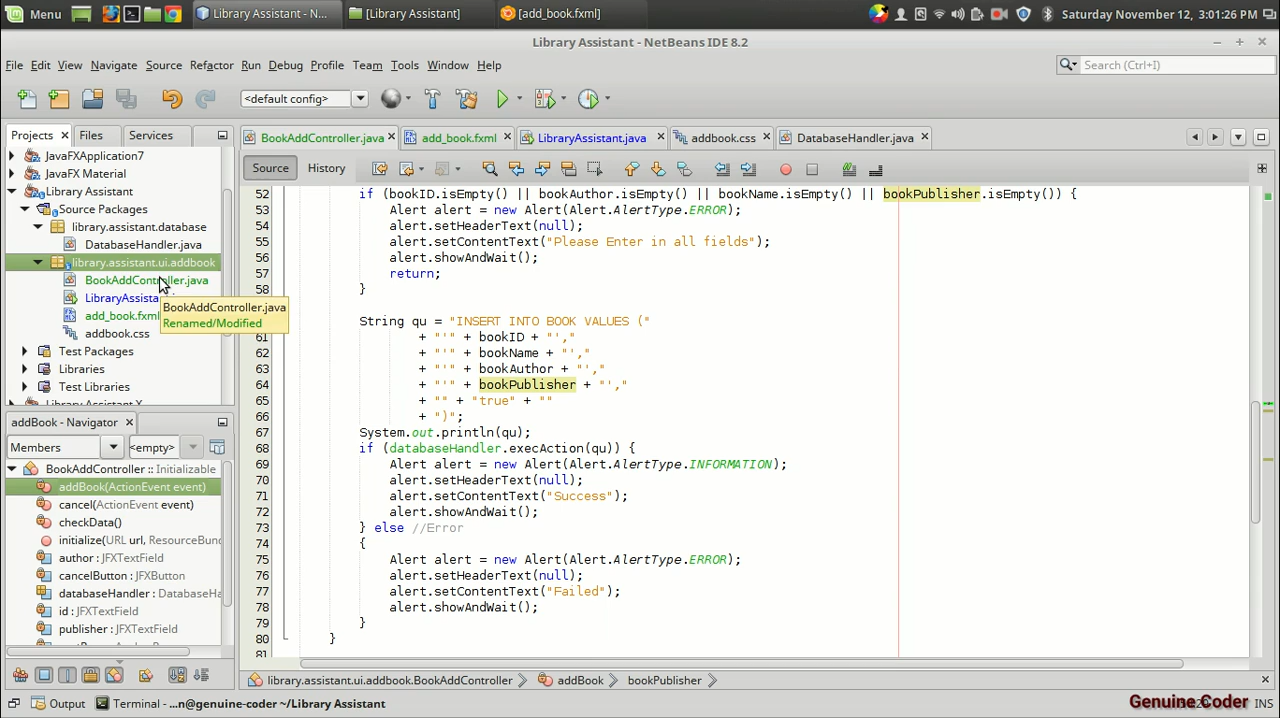 Menu
Library Assistant - N...
[Library Assistant]
[add_book.fxml]
Saturday November 12, 3:01:26 PM
Library Assistant - NetBeans IDE 8.2
File Edit View Navigate Source Refactor Run Debug Profile Team Tools Window Help
Search (Ctrl+I)
<default config>
Projects Files Services
BookAddController.java add_book.fxml LibraryAssistant.java addbook.css DatabaseHandler.java
Source History
JavaFXApplication7
JavaFX Material
Library Assistant
Source Packages
library.assistant.database
DatabaseHandler.java
library.assistant.ui.addbook
BookAddController.java
LibraryAssista
add_book.fxml
addbook.css
Test Packages
Libraries
Test Libraries
Library Assistant X
BookAddController.java
Renamed/Modified
addBook - Navigator
Members <empty>
BookAddController :: Initializable
addBook(ActionEvent event)
cancel(ActionEvent event)
checkData()
initialize(URL url, ResourceBun
author : JFXTextField
cancelButton : JFXButton
databaseHandler : DatabaseHa
id : JFXTextField
publisher : JFXTextField
52 if (bookID.isEmpty() || bookAuthor.isEmpty() || bookName.isEmpty() || bookPublisher.isEmpty()) {
53 Alert alert = new Alert(Alert.AlertType.ERROR);
54 alert.setHeaderText(null);
55 alert.setContentText("Please Enter in all fields");
56 alert.showAndWait();
57 return;
58 }
String qu = "INSERT INTO BOOK VALUES ("
61 + "'" + bookID + "',"
62 + "'" + bookName + "',"
63 + "'" + bookAuthor + "',"
64 + "'" + bookPublisher + "',"
65 + "" + "true" + ""
66 + ")";
67 System.out.println(qu);
68 if (databaseHandler.execAction(qu)) {
69 Alert alert = new Alert(Alert.AlertType.INFORMATION);
70 alert.setHeaderText(null);
71 alert.setContentText("Success");
72 alert.showAndWait();
73 } else //Error
74 {
75 Alert alert = new Alert(Alert.AlertType.ERROR);
76 alert.setHeaderText(null);
77 alert.setContentText("Failed");
78 alert.showAndWait();
79 }
80 }
81
library.assistant.ui.addbook.BookAddController addBook bookPublisher
Output Terminal - ...n@genuine-coder ~/Library Assistant
Genuine Coder
INS